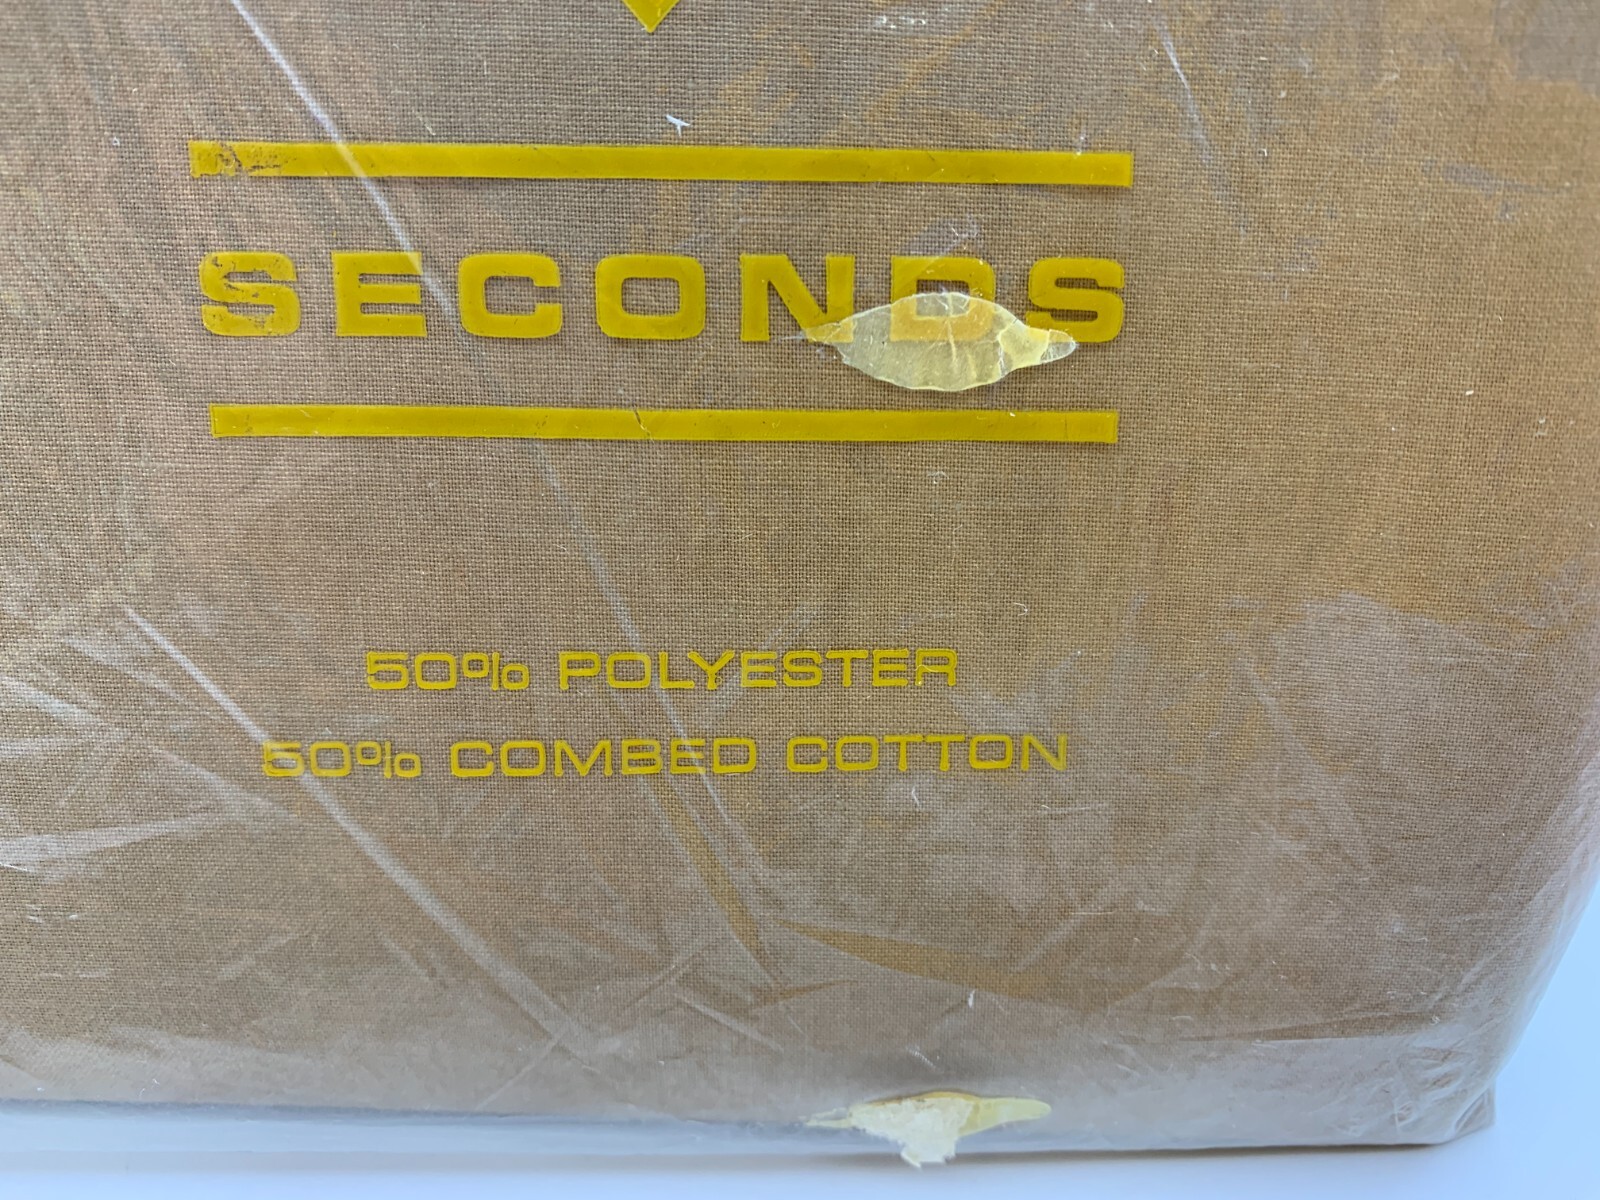 SECONDS
50% POLYESTER
50% COMBED COTTON